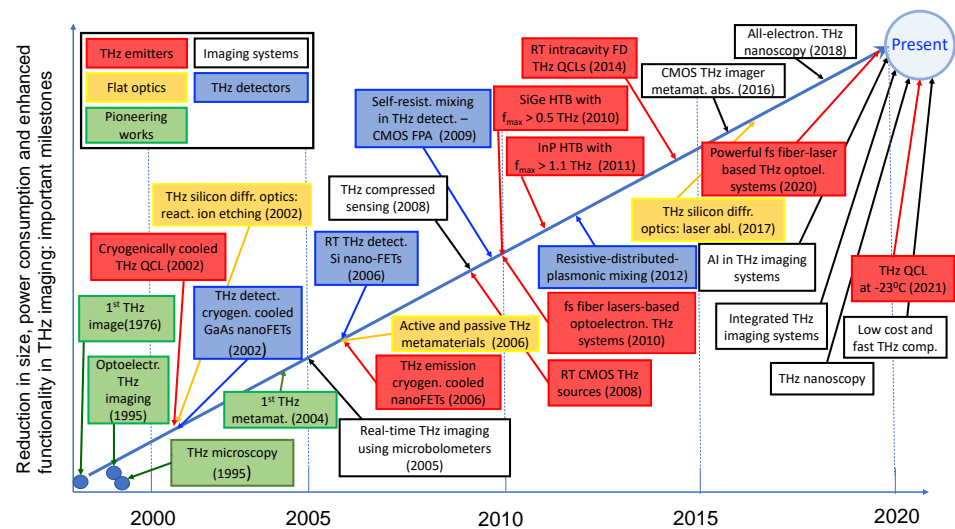 Reduction in size, power consumption and enhanced
functionality in THz imaging: important milestones
THz emitters
Imaging systems
Flat optics
THz detectors
Pioneering
works
All-electron. THz
nanoscopy (2018)
Present
RT intracavity FD
THz QCLs (2014)
CMOS THz imager
metamat. abs. (2016)
Self-resist. mixing
in THz detect. –
CMOS FPA (2009)
SiGe HTB with
fmax > 0.5 THz (2010)
InP HTB with
fmax > 1.1 THz (2011)
Powerful fs fiber-laser
based THz optoel.
systems (2020)
THz silicon diffr. optics:
react. ion etching (2002)
THz compressed
sensing (2008)
THz silicon diffr.
optics: laser abl. (2017)
Cryogenically cooled
THz QCL (2002)
RT THz detect.
Si nano-FETs
(2006)
Resistive-distributed-
plasmonic mixing (2012)
AI in THz imaging
systems
THz QCL
at -23⁰C (2021)
1st THz
image(1976)
THz detect.
cryogen. cooled
GaAs nanoFETs
(2002)
fs fiber lasers-based
optoelectron. THz
systems (2010)
Integrated THz
imaging systems
Low cost and
fast THz comp.
Active and passive THz
metamaterials (2006)
Optoelectr.
THz
imaging
(1995)
THz emission
cryogen. cooled
nanoFETs
(2006)
RT CMOS THz
sources (2008)
THz nanoscopy
1st THz
metamat. (2004)
Real-time THz imaging
using microbolometers
(2005)
THz microscopy
(1995)
2000
2005
2010
2015
2020